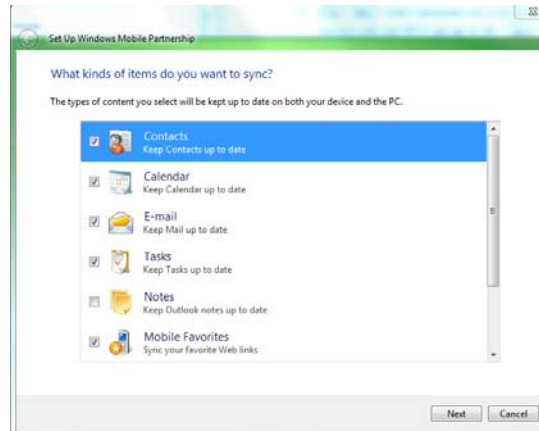 Set Up Windows Mobile Partnership
What kinds of items do you want to sync?
The types of content you select will be kept up to date on both your device and the PC.
Contacts
Keep Contacts up to date
Calendar
Keep Calendar up to date
E-mail
Keep Mail up to date
Tasks
Keep Tasks up to date
Notes
Keep Outlook notes up to date
Mobile Favorites
Sync your favorite Web links
Next Cancel